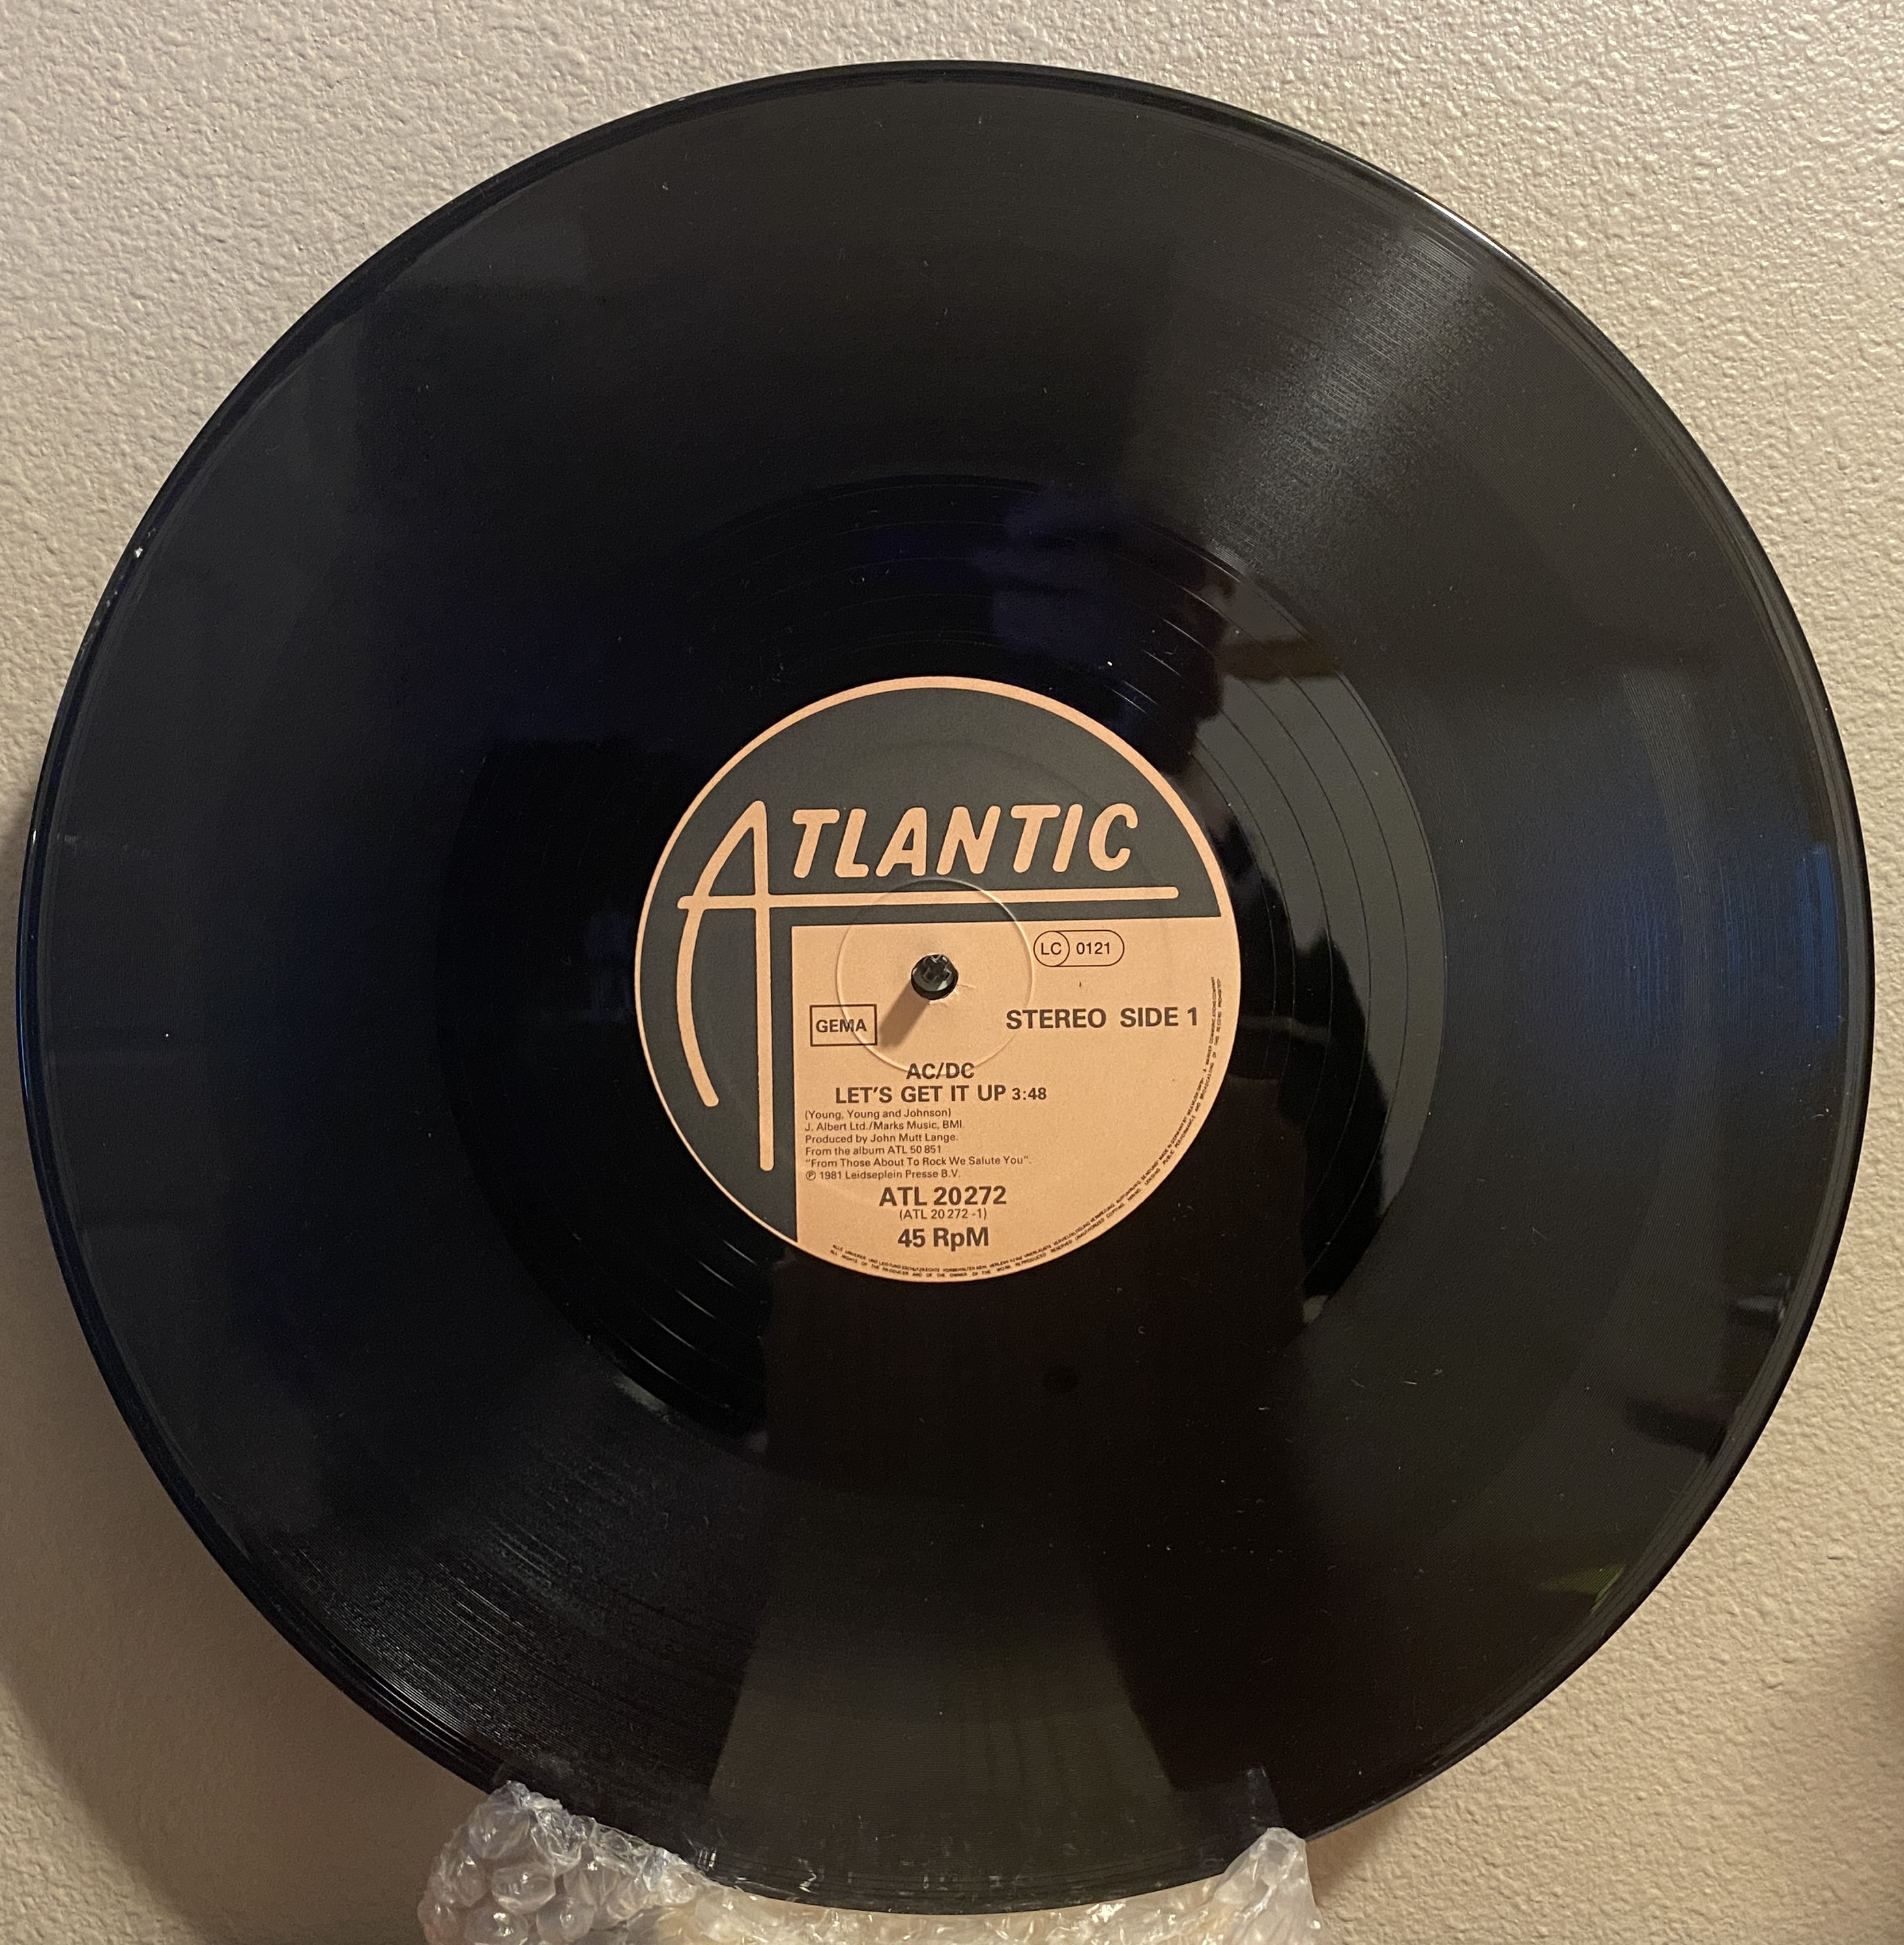 ATLANTIC
LC 0121
GEMA
STEREO SIDE 1
AC/DC
LET'S GET IT UP 3:48
(Young, Young and Johnson)
J. Albert Ltd./Marks Music, BMI.
Produced by John Mutt Lange.
From the album ATL 50 851
"From Those About To Rock We Salute You".
℗ 1981 Leidseplein Presse B.V.
ATL 20272
(ATL 20 272 -1)
45 RpM